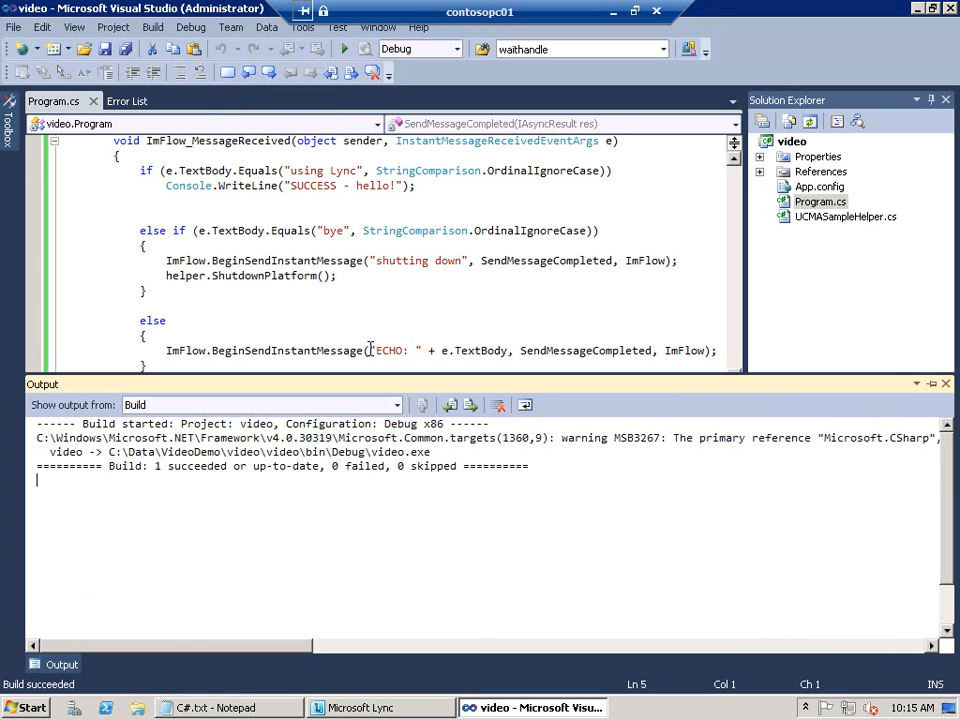 video - Microsoft Visual Studio (Administrator)
contosopc01
File Edit View Project Build Debug Team Data Tools Test Window Help
Debug
waithandle
Program.cs
Error List
Solution Explorer
Toolbox
video.Program
SendMessageCompleted(IAsyncResult res)
void ImFlow_MessageReceived(object sender, InstantMessageReceivedEventArgs e)
{
if (e.TextBody.Equals("using Lync", StringComparison.OrdinalIgnoreCase))
Console.WriteLine("SUCCESS - hello!");
else if (e.TextBody.Equals("bye", StringComparison.OrdinalIgnoreCase))
{
ImFlow.BeginSendInstantMessage("shutting down", SendMessageCompleted, ImFlow);
helper.ShutdownPlatform();
}
else
{
ImFlow.BeginSendInstantMessage("ECHO: " + e.TextBody, SendMessageCompleted, ImFlow);
}
video
Properties
References
App.config
Program.cs
UCMASampleHelper.cs
Output
Show output from: Build
------ Build started: Project: video, Configuration: Debug x86 ------
C:\Windows\Microsoft.NET\Framework\v4.0.30319\Microsoft.Common.targets(1360,9): warning MSB3267: The primary reference "Microsoft.CSharp",
video -> C:\Data\VideoDemo\video\video\bin\Debug\video.exe
========== Build: 1 succeeded or up-to-date, 0 failed, 0 skipped ==========
Output
Build succeeded
Ln 5
Col 1
Ch 1
INS
Start
C#.txt - Notepad
Microsoft Lync
video - Microsoft Visu...
10:15 AM